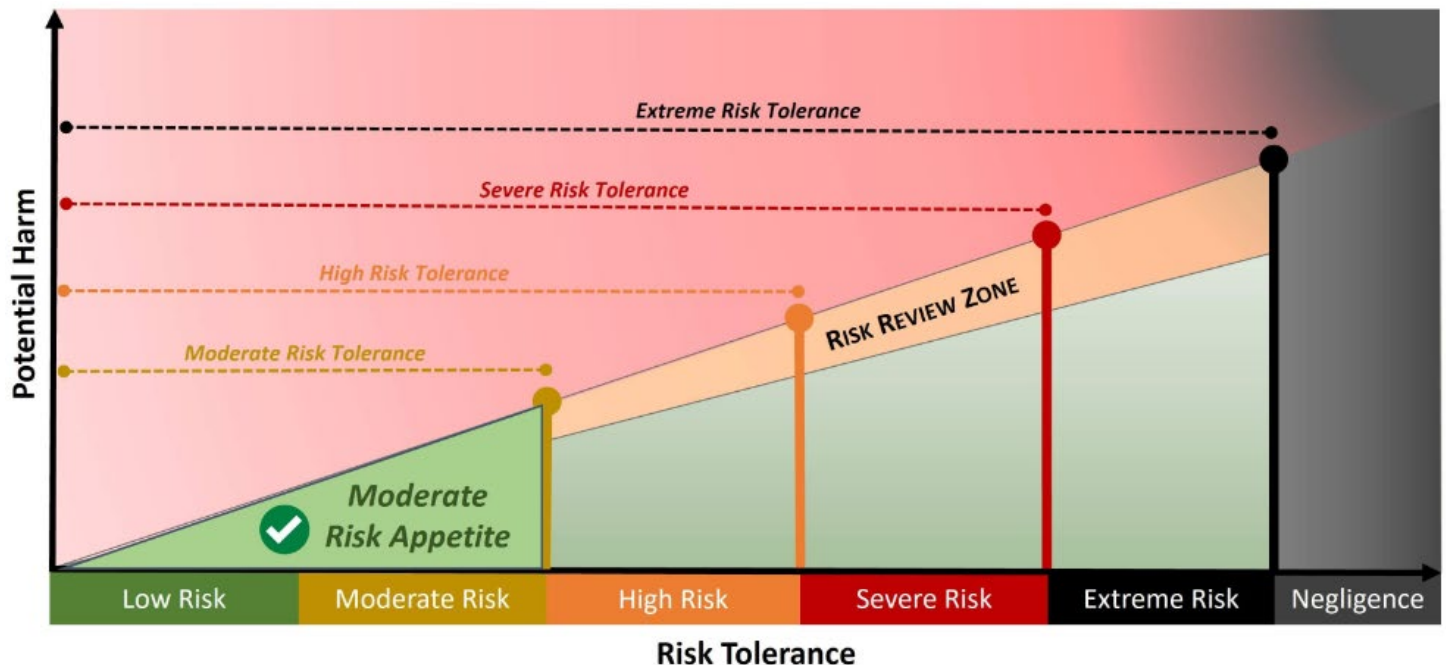 Extreme Risk Tolerance
Severe Risk Tolerance
High Risk Tolerance
Moderate Risk Tolerance
RISK REVIEW ZONE
Moderate
Risk Appetite
Potential Harm
Low Risk
Moderate Risk
High Risk
Severe Risk
Extreme Risk
Negligence
Risk Tolerance